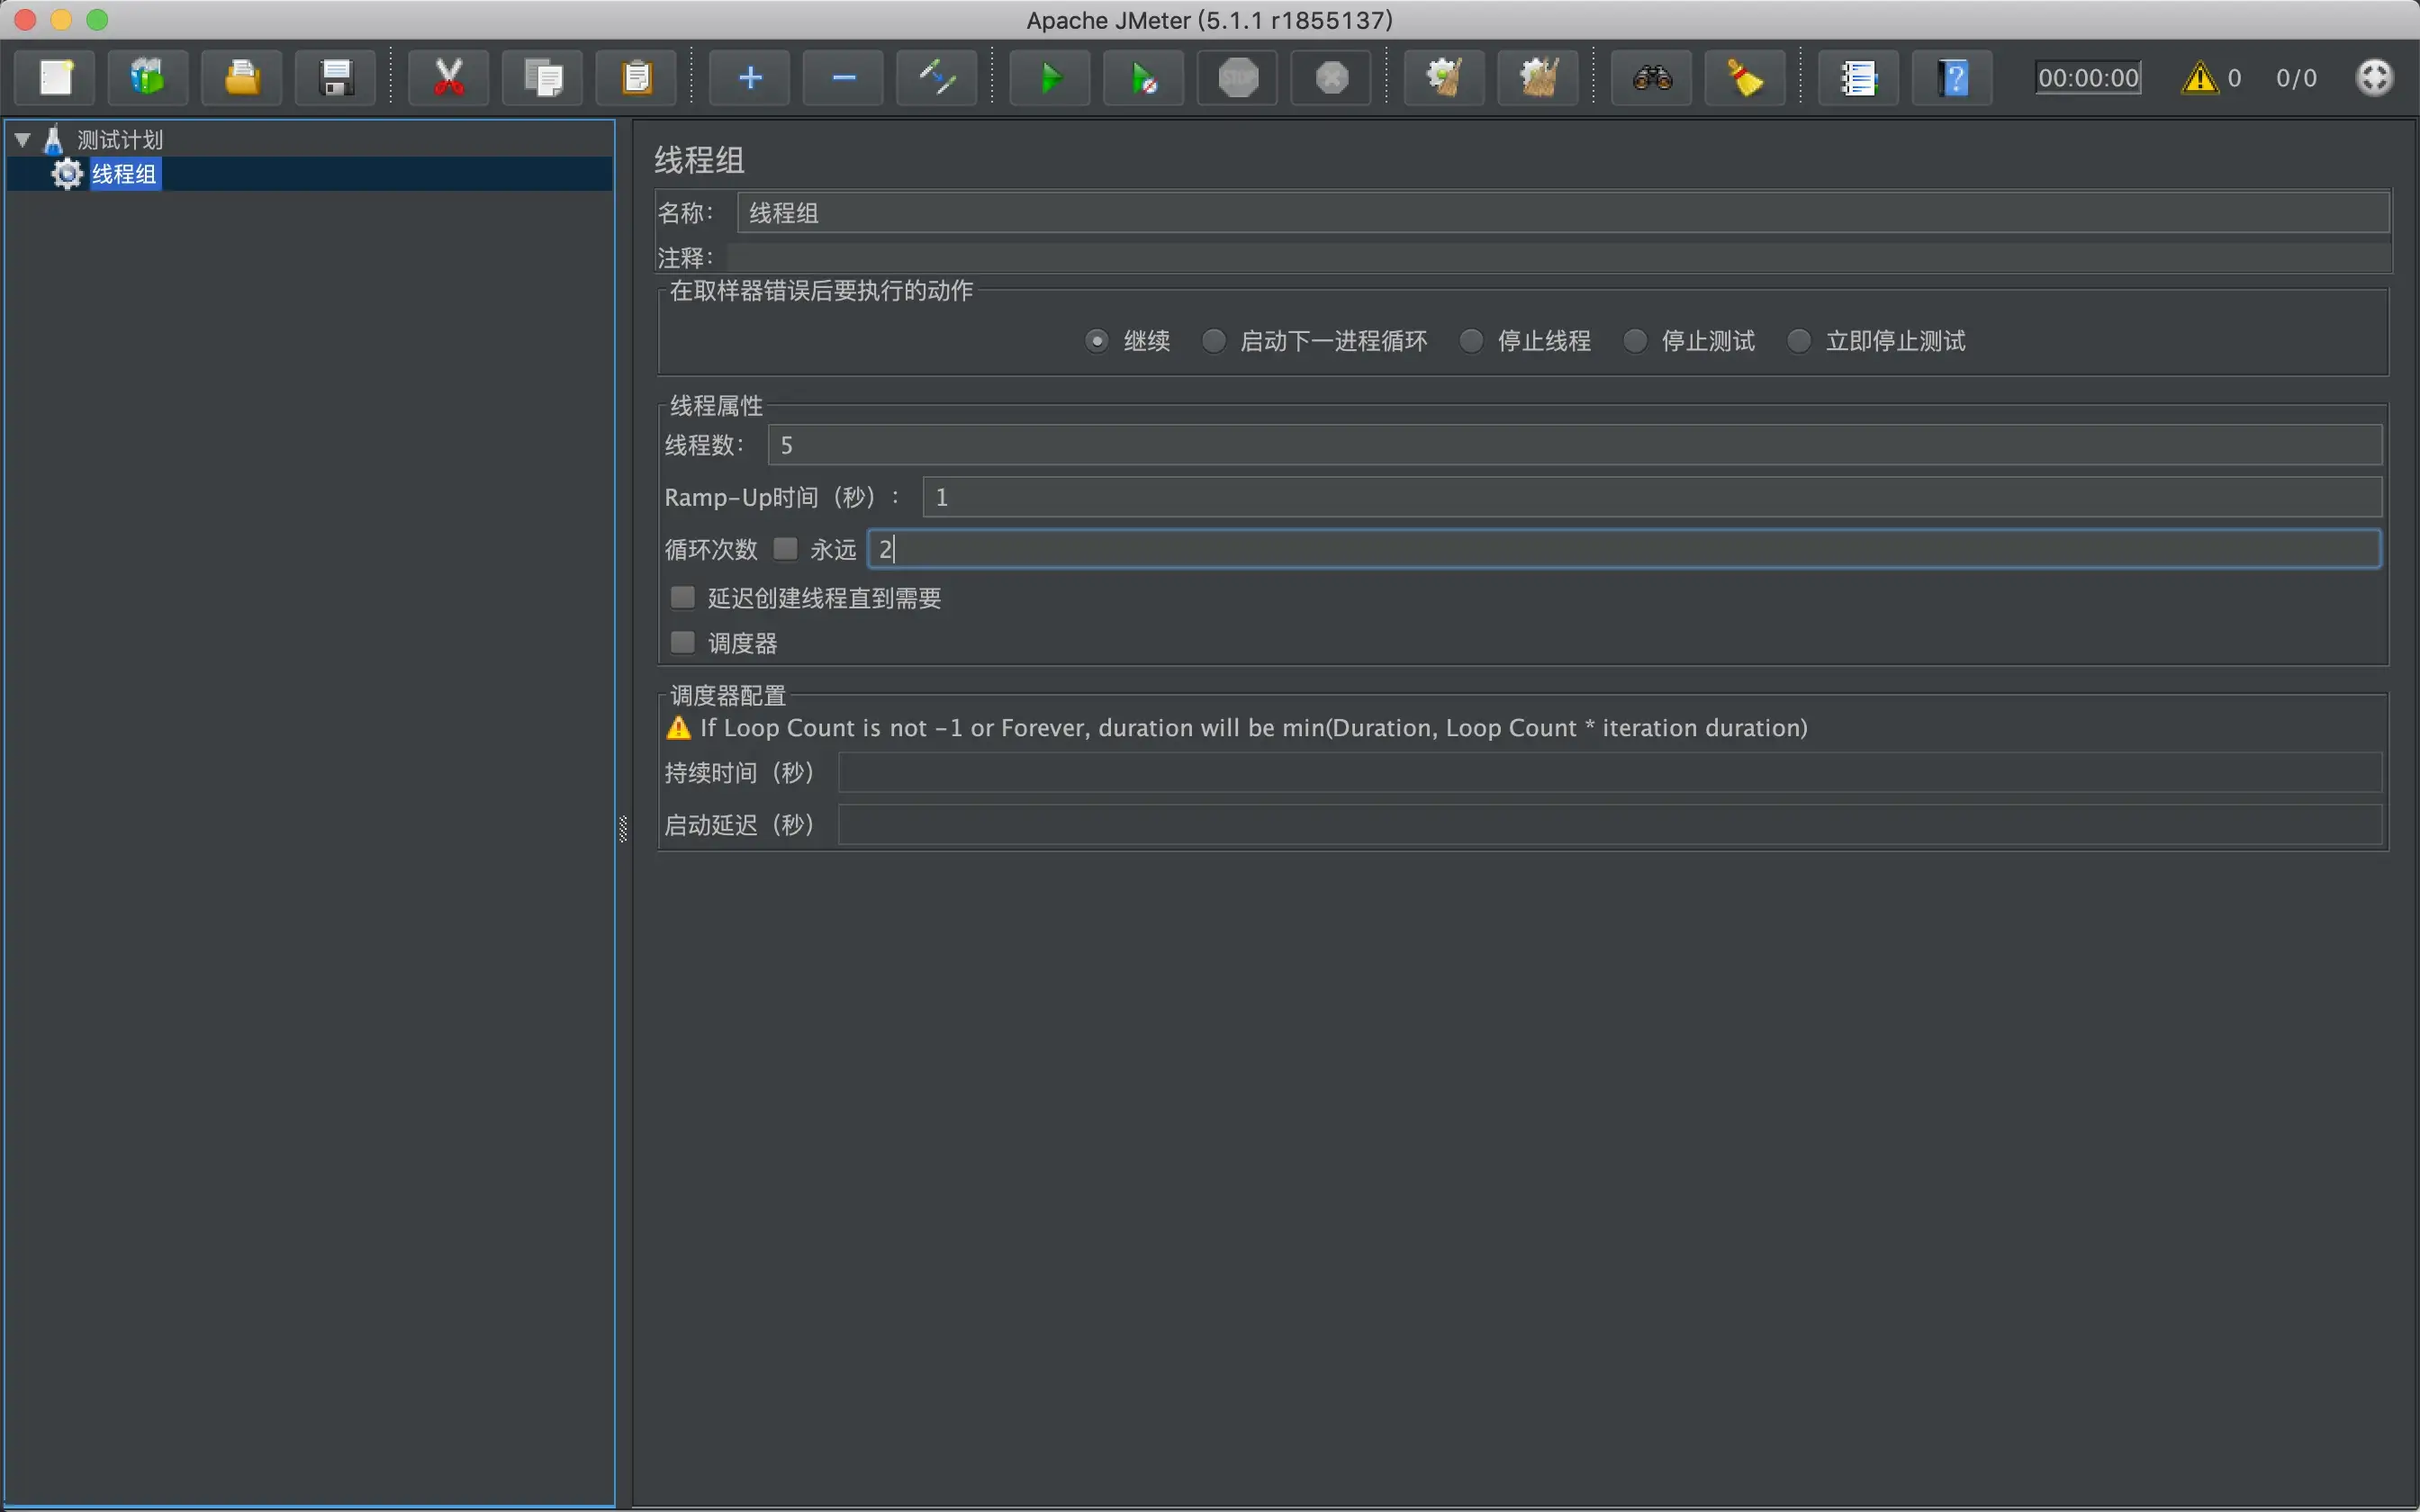 Apache JMeter (5.1.1 r1855137)
STOP
00:00:00 0 0/0
测试计划
线程组
线程组
名称： 线程组
注释：
在取样器错误后要执行的动作
继续 启动下一进程循环 停止线程 停止测试 立即停止测试
线程属性
线程数： 5
Ramp-Up时间（秒）： 1
循环次数 永远 2
延迟创建线程直到需要
调度器
调度器配置
If Loop Count is not -1 or Forever, duration will be min(Duration, Loop Count * iteration duration)
持续时间（秒）
启动延迟（秒）